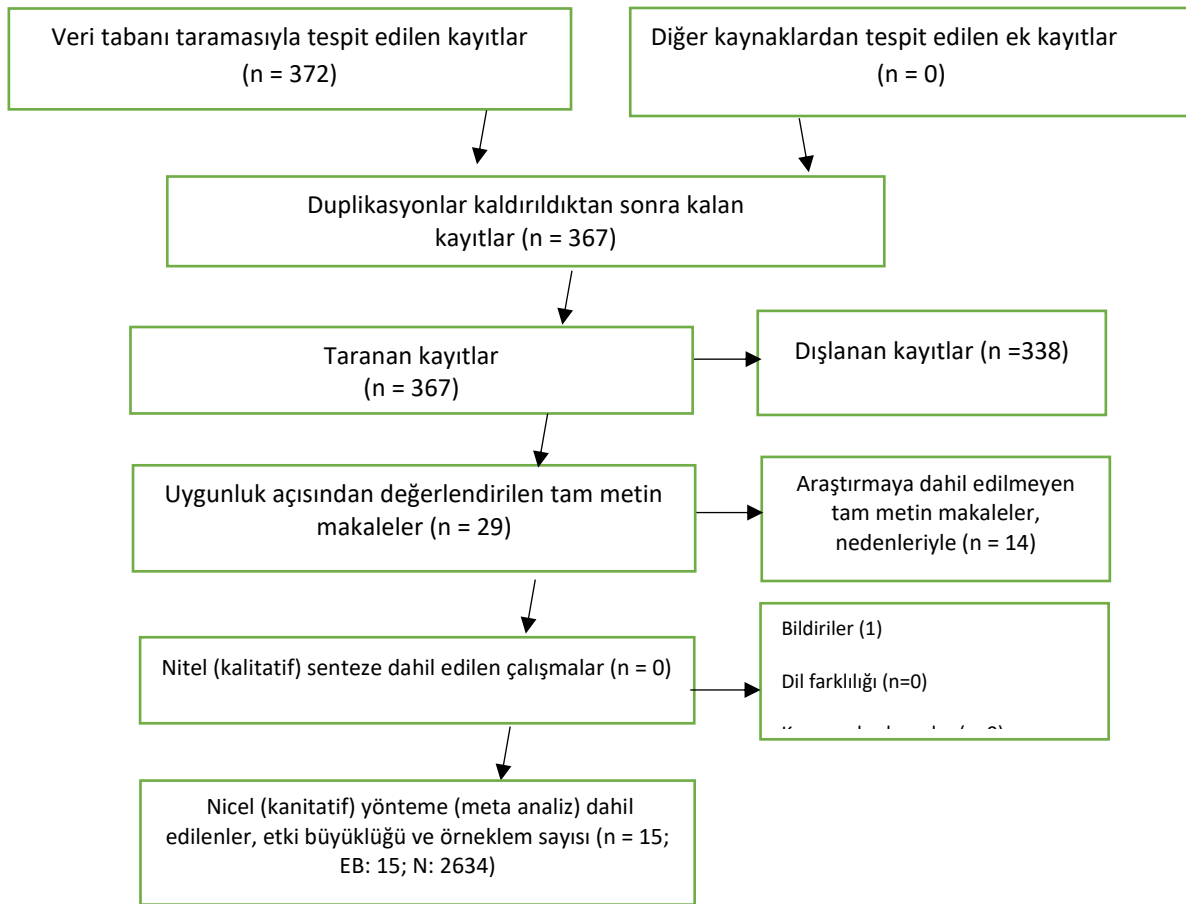 Veri tabanı taramasıyla tespit edilen kayıtlar
(n = 372)
Diğer kaynaklardan tespit edilen ek kayıtlar
(n = 0)
Duplikasyonlar kaldırıldıktan sonra kalan
kayıtlar (n = 367)
Taranan kayıtlar
(n = 367)
Dışlanan kayıtlar (n =338)
Uygunluk açısından değerlendirilen tam metin
makaleler (n = 29)
Araştırmaya dahil edilmeyen
tam metin makaleler,
nedenleriyle (n = 14)
Nitel (kalitatif) senteze dahil edilen çalışmalar (n = 0)
Bildiriler (1)
Dil farklılığı (n=0)
Nicel (kanitatif) yönteme (meta analiz) dahil
edilenler, etki büyüklüğü ve örneklem sayısı (n = 15;
EB: 15; N: 2634)